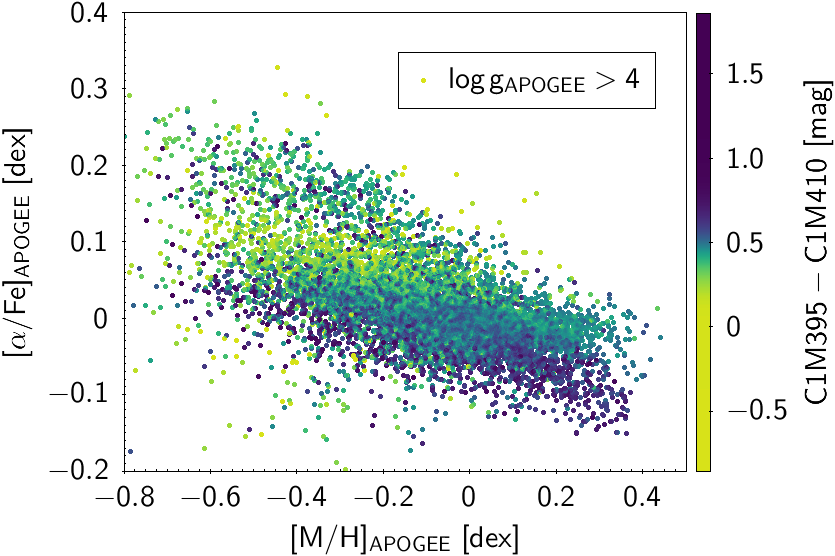 0.4
0.3
0.2
0.1
0
−0.1
−0.2
[α/Fe]APOGEE [dex]
log gAPOGEE > 4
−0.8 −0.6 −0.4 −0.2 0 0.2 0.4
[M/H]APOGEE [dex]
1.5
1.0
0.5
0
−0.5
C1M395 − C1M410 [mag]